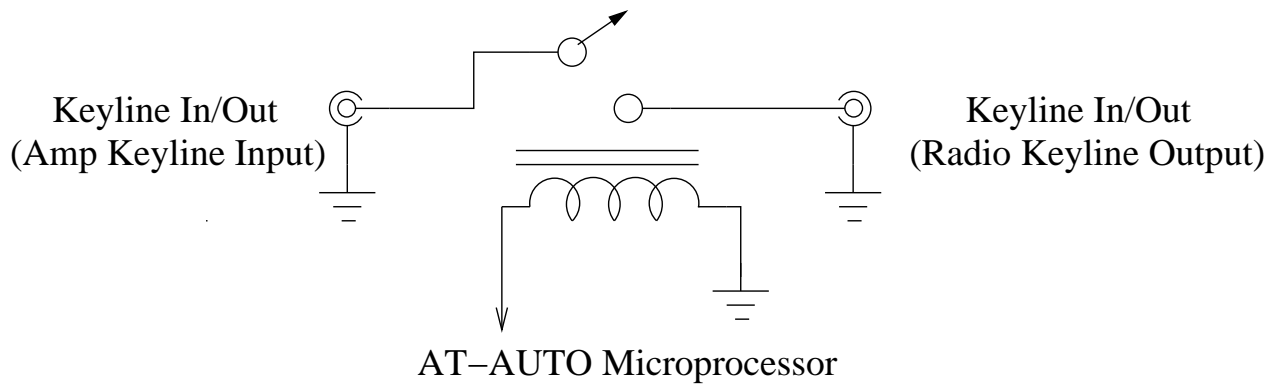 Keyline In/Out
(Amp Keyline Input)
Keyline In/Out
(Radio Keyline Output)
AT−AUTO Microprocessor